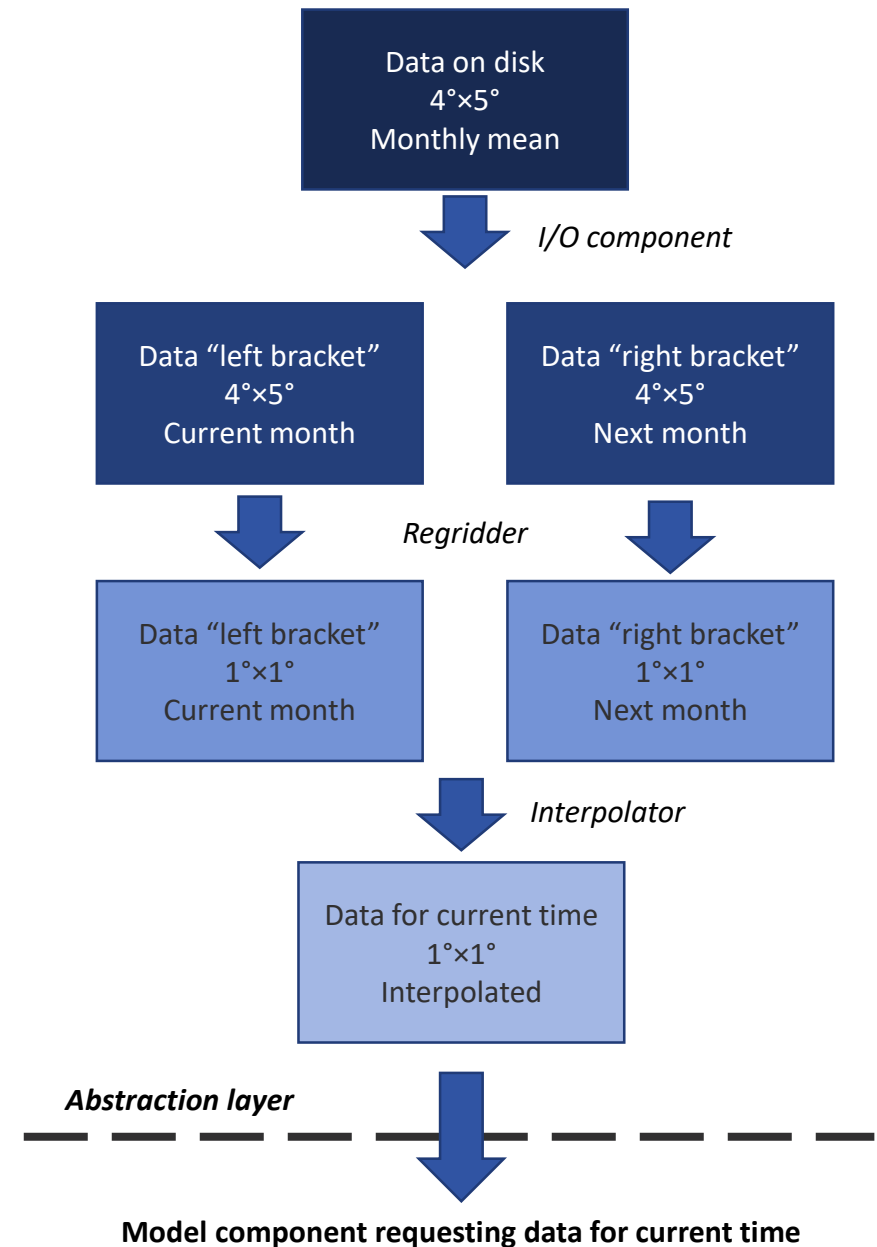 Data on disk
4°×5°
Monthly mean
I/O component
Data “left bracket”
4°×5°
Current month
Data “right bracket”
4°×5°
Next month
Regridder
Data “left bracket”
1°×1°
Current month
Data “right bracket”
1°×1°
Next month
Interpolator
Data for current time
1°×1°
Interpolated
Abstraction layer
Model component requesting data for current time